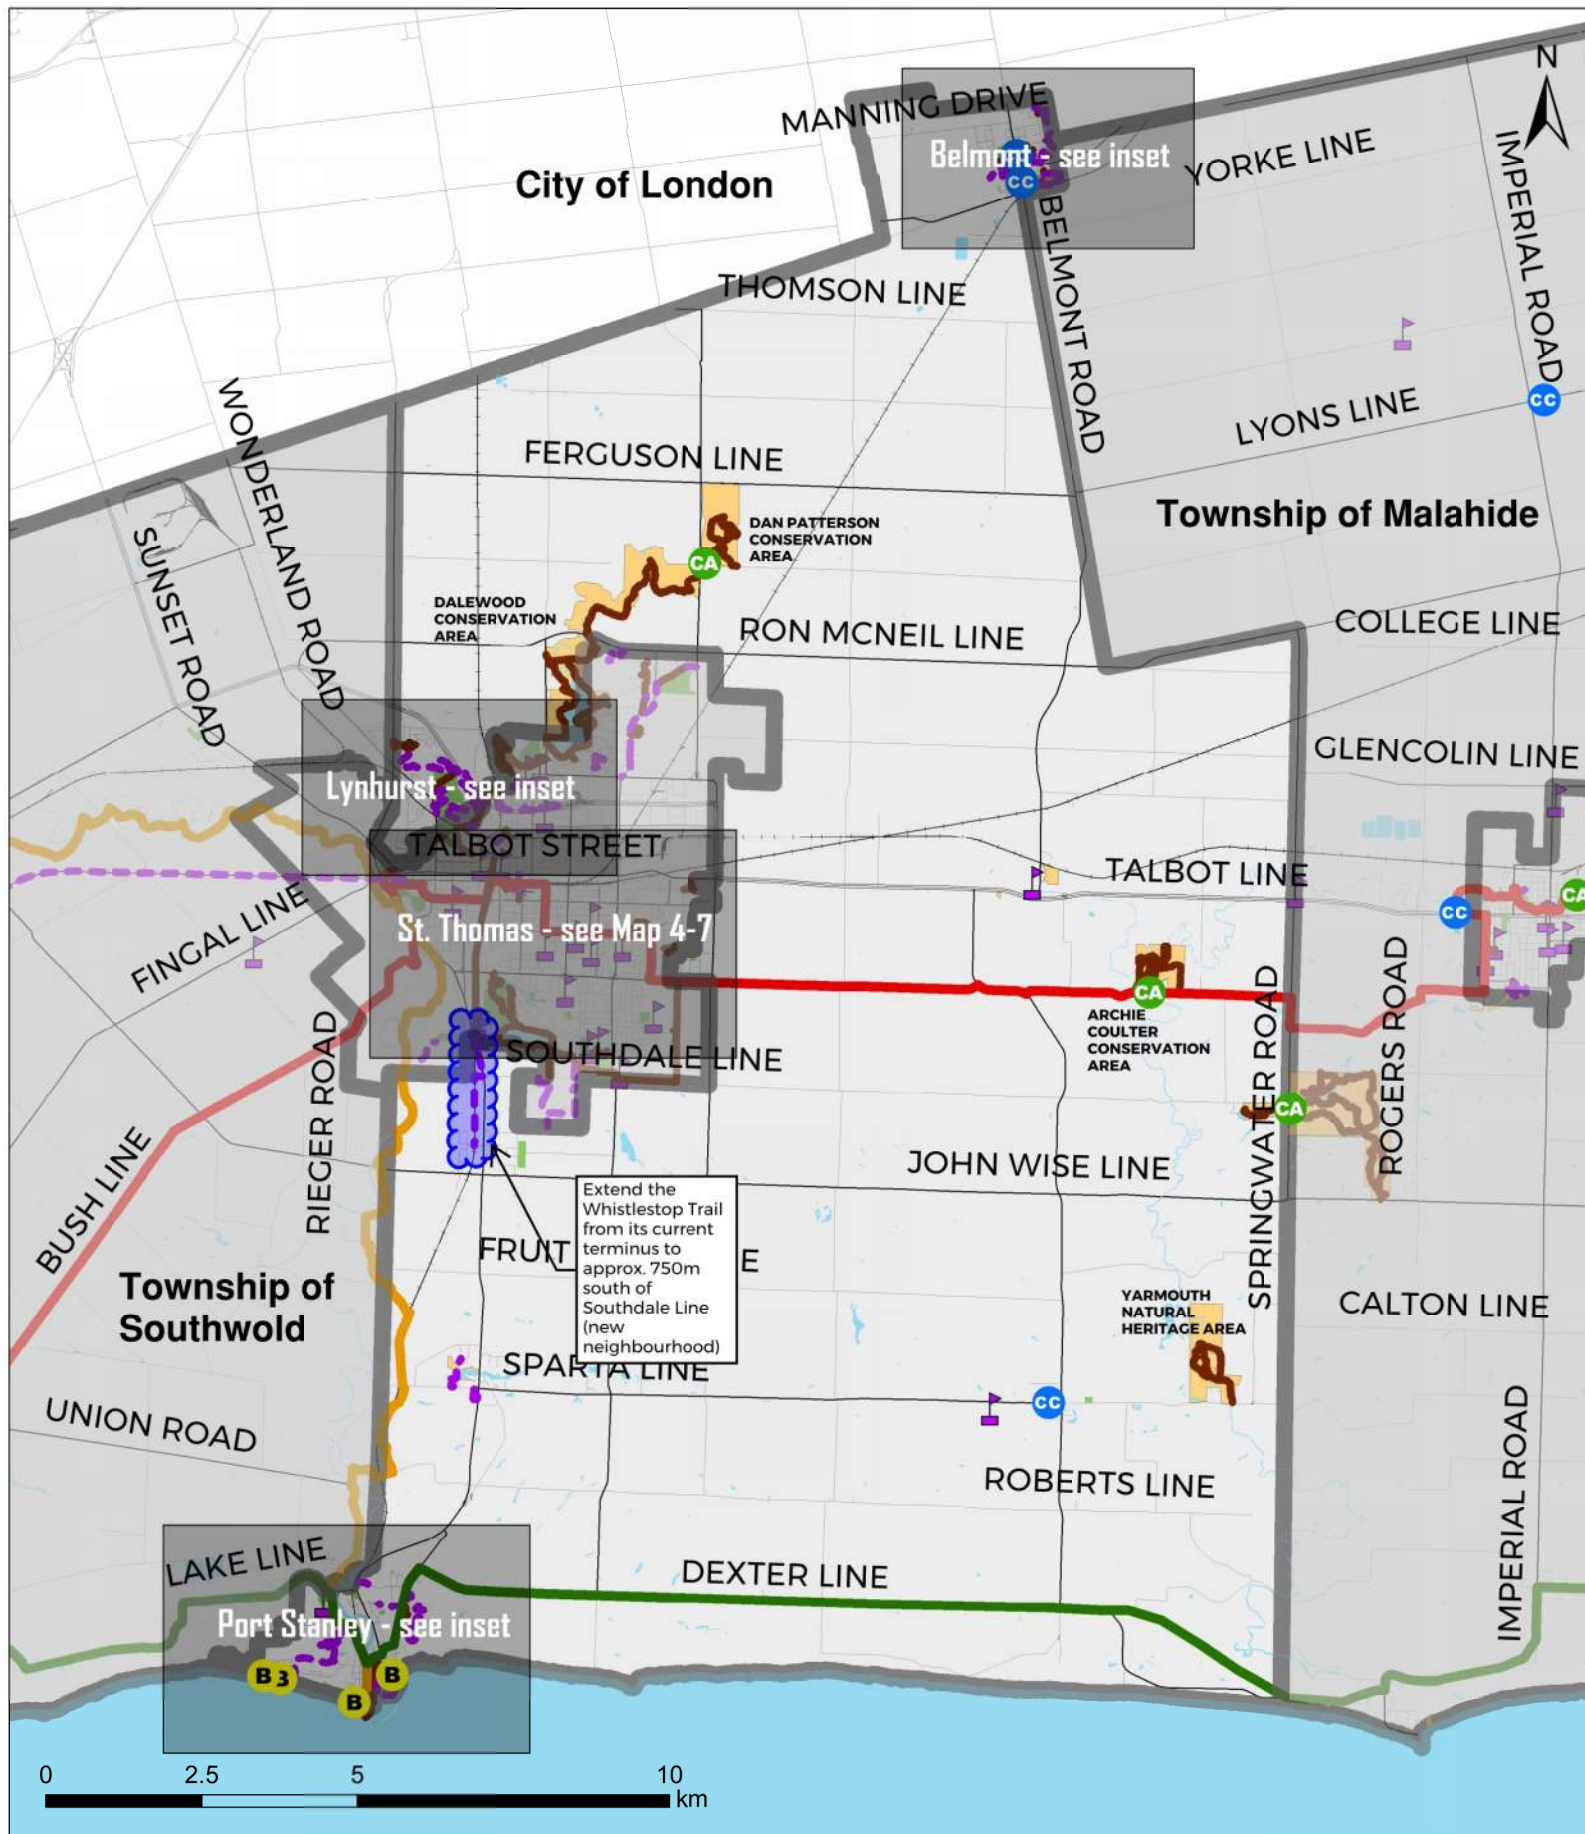 N
MANNING DRIVE
Belmont - see inset
CC
YORKE LINE
IMPERIAL ROAD
City of London
BELMONT ROAD
THOMSON LINE
CC
LYONS LINE
WONDERLAND ROAD
FERGUSON LINE
Township of Malahide
SUNSET ROAD
DAN PATTERSON
CONSERVATION
AREA
CA
DALEWOOD
CONSERVATION
AREA
RON MCNEIL LINE
COLLEGE LINE
GLENCOLIN LINE
Lynhurst - see inset
TALBOT STREET
TALBOT LINE
CA
CC
FINGAL LINE
St. Thomas - see Map 4-7
CA
ARCHIE
COULTER
CONSERVATION
AREA
SPRINGWATER ROAD
ROGERS ROAD
RIEGER ROAD
SOUTHDALE LINE
CA
BUSH LINE
JOHN WISE LINE
Extend the
Whistlestop Trail
from its current
terminus to
approx. 750m
south of
Southdale Line
(new
neighbourhood)
FRUIT
E
Township of
Southwold
YARMOUTH
NATURAL
HERITAGE AREA
CALTON LINE
SPARTA LINE
CC
UNION ROAD
IMPERIAL ROAD
ROBERTS LINE
LAKE LINE
DEXTER LINE
Port Stanley - see inset
B 3
B
B
0 2.5 5 10
km